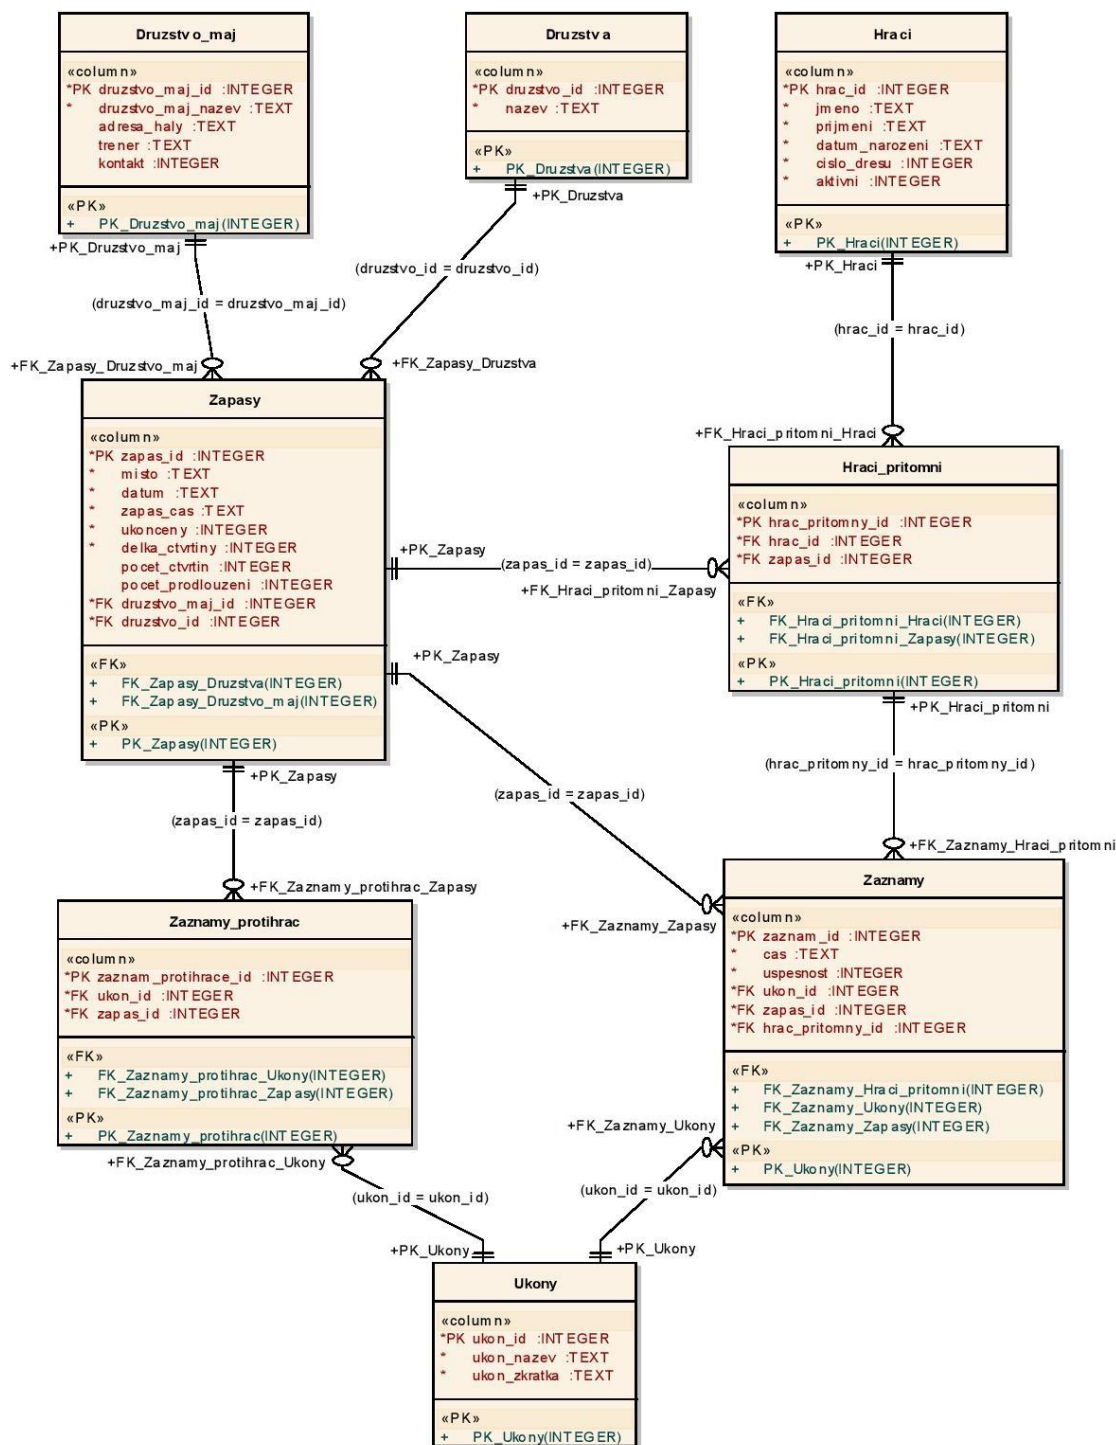 Druzstvo_maj
«column»
*PK druzstvo_maj_id :INTEGER
* druzstvo_maj_nazev :TEXT
adresa_haly :TEXT
trener :TEXT
kontakt :INTEGER
«PK»
+ PK_Druzstvo_maj(INTEGER)
Druzstva
«column»
*PK druzstvo_id :INTEGER
* nazev :TEXT
«PK»
+ PK_Druzstva(INTEGER)
Hraci
«column»
*PK hrac_id :INTEGER
* jmeno :TEXT
* prijmeni :TEXT
* datum_narozeni :TEXT
* cislo_dresu :INTEGER
* aktivni :INTEGER
«PK»
+ PK_Hraci(INTEGER)
+PK_Druzstvo_maj
+PK_Druzstva
+PK_Hraci
(druzstvo_maj_id = druzstvo_maj_id)
(druzstvo_id = druzstvo_id)
(hrac_id = hrac_id)
+FK_Zapasy_Druzstvo_maj
+FK_Zapasy_Druzstva
+FK_Hraci_pritomni_Hraci
Zapasy
«column»
*PK zapas_id :INTEGER
* misto :TEXT
* datum :TEXT
* zapas_cas :TEXT
* ukonceny :INTEGER
* delka_ctvrtiny :INTEGER
pocet_ctvrtin :INTEGER
pocet_prodlouzeni :INTEGER
*FK druzstvo_maj_id :INTEGER
*FK druzstvo_id :INTEGER
«FK»
+ FK_Zapasy_Druzstva(INTEGER)
+ FK_Zapasy_Druzstvo_maj(INTEGER)
«PK»
+ PK_Zapasy(INTEGER)
+PK_Zapasy
(zapas_id = zapas_id)
+FK_Hraci_pritomni_Zapasy
Hraci_pritomni
«column»
*PK hrac_pritomny_id :INTEGER
*FK hrac_id :INTEGER
*FK zapas_id :INTEGER
«FK»
+ FK_Hraci_pritomni_Hraci(INTEGER)
+ FK_Hraci_pritomni_Zapasy(INTEGER)
«PK»
+ PK_Hraci_pritomni(INTEGER)
+PK_Zapasy
+PK_Hraci_pritomni
+PK_Zapasy
(hrac_pritomny_id = hrac_pritomny_id)
(zapas_id = zapas_id)
(zapas_id = zapas_id)
+FK_Zaznamy_Hraci_pritomni
+FK_Zaznamy_protihrac_Zapasy
+FK_Zaznamy_Zapasy
Zaznamy_protihrac
«column»
*PK zaznam_protihrace_id :INTEGER
*FK ukon_id :INTEGER
*FK zapas_id :INTEGER
«FK»
+ FK_Zaznamy_protihrac_Ukony(INTEGER)
+ FK_Zaznamy_protihrac_Zapasy(INTEGER)
«PK»
+ PK_Zaznamy_protihrac(INTEGER)
Zaznamy
«column»
*PK zaznam_id :INTEGER
* cas :TEXT
* uspesnost :INTEGER
*FK ukon_id :INTEGER
*FK zapas_id :INTEGER
*FK hrac_pritomny_id :INTEGER
«FK»
+ FK_Zaznamy_Hraci_pritomni(INTEGER)
+ FK_Zaznamy_Ukony(INTEGER)
+ FK_Zaznamy_Zapasy(INTEGER)
«PK»
+ PK_Ukony(INTEGER)
+FK_Zaznamy_Ukony
+FK_Zaznamy_protihrac_Ukony
(ukon_id = ukon_id)
(ukon_id = ukon_id)
+PK_Ukony
+PK_Ukony
Ukony
«column»
*PK ukon_id :INTEGER
* ukon_nazev :TEXT
* ukon_zkratka :TEXT
«PK»
+ PK_Ukony(INTEGER)